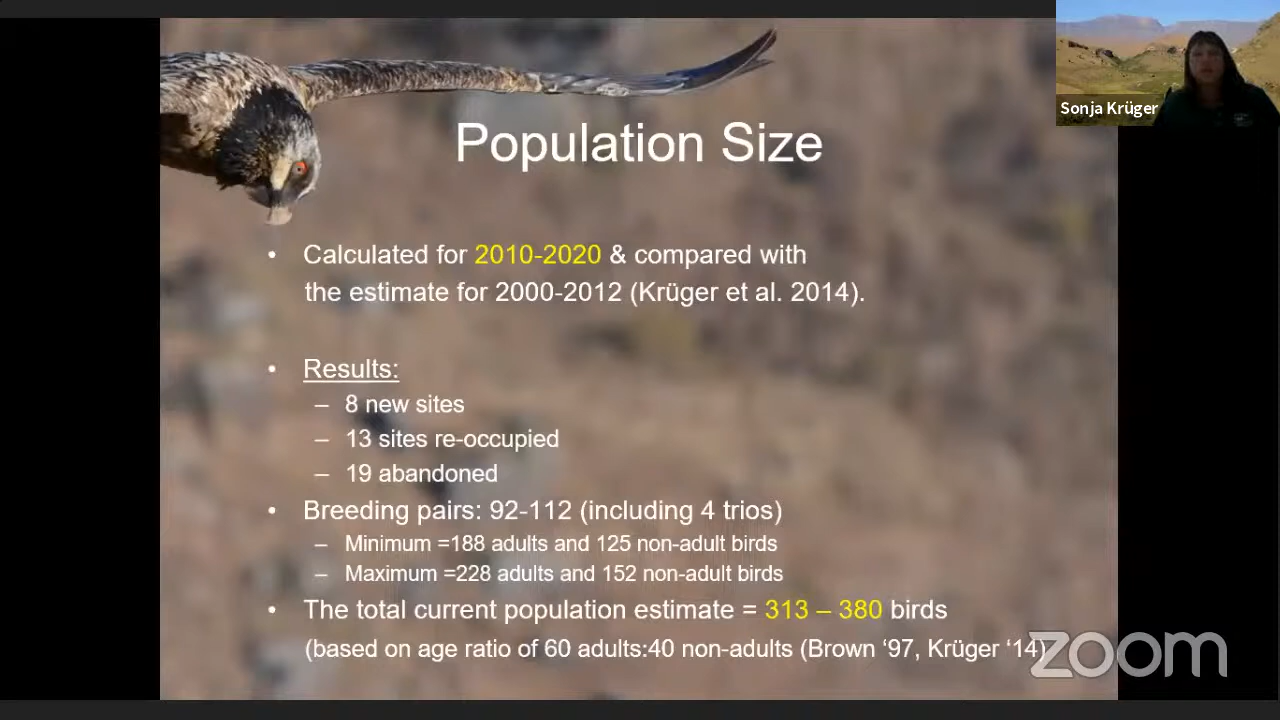 Sonja Krüger
Population Size
• Calculated for 2010-2020 & compared with
the estimate for 2000-2012 (Krüger et al. 2014).
• Results:
– 8 new sites
– 13 sites re-occupied
– 19 abandoned
• Breeding pairs: 92-112 (including 4 trios)
– Minimum =188 adults and 125 non-adult birds
– Maximum =228 adults and 152 non-adult birds
• The total current population estimate = 313 – 380 birds
(based on age ratio of 60 adults:40 non-adults (Brown ‘97, Krüger ‘14)
zoom